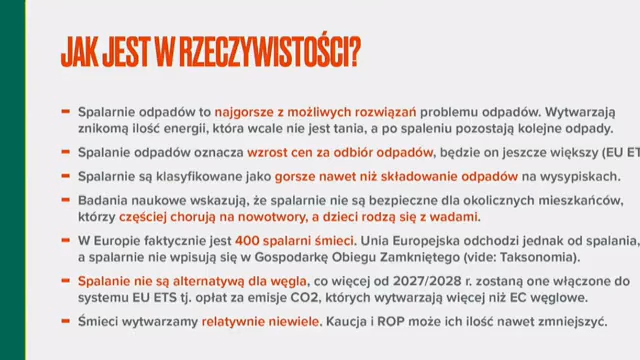 JAK JEST W RZECZYWISTOŚCI?
Spalarnie odpadów to najgorsze z możliwych rozwiązań problemu odpadów. Wytwarzają
znikomą ilość energii, która wcale nie jest tania, a po spaleniu pozostają kolejne odpady.
Spalanie odpadów oznacza wzrost cen za odbiór odpadów, będzie on jeszcze większy (EU ET
Spalarnie są klasyfikowane jako gorsze nawet niż składowanie odpadów na wysypiskach.
Badania naukowe wskazują, że spalarnie nie są bezpieczne dla okolicznych mieszkańców,
którzy częściej chorują na nowotwory, a dzieci rodzą się z wadami.
W Europie faktycznie jest 400 spalarni śmieci. Unia Europejska odchodzi jednak od spalania,
a spalarnie nie wpisują się w Gospodarkę Obiegu Zamkniętego (vide: Taksonomia).
Spalanie nie są alternatywą dla węgla, co więcej od 2027/2028 r. zostaną one włączone do
systemu EU ETS tj. opłat za emisje CO2, których wytwarzają więcej niż EC węglowe.
Śmieci wytwarzamy relatywnie niewiele. Kaucja i ROP może ich ilość nawet zmniejszyć.